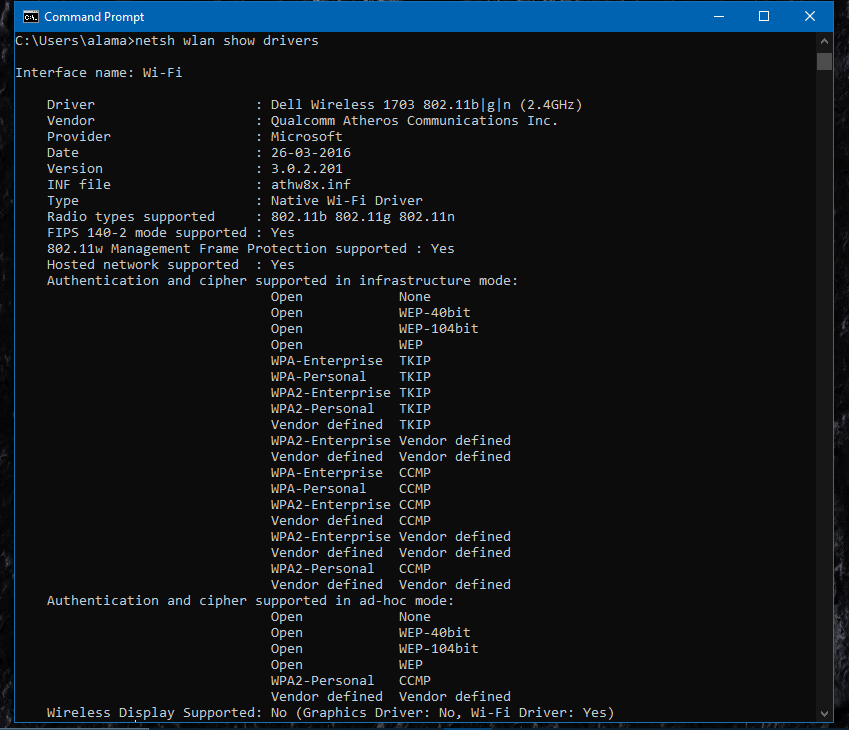 Command Prompt
C:\Users\alama>netsh wlan show drivers
Interface name: Wi-Fi
Driver : Dell Wireless 1703 802.11b|g|n (2.4GHz)
Vendor : Qualcomm Atheros Communications Inc.
Provider : Microsoft
Date : 26-03-2016
Version : 3.0.2.201
INF file : athw8x.inf
Type : Native Wi-Fi Driver
Radio types supported : 802.11b 802.11g 802.11n
FIPS 140-2 mode supported : Yes
802.11w Management Frame Protection supported : Yes
Hosted network supported : Yes
Authentication and cipher supported in infrastructure mode:
Open None
Open WEP-40bit
Open WEP-104bit
Open WEP
WPA-Enterprise TKIP
WPA-Personal TKIP
WPA2-Enterprise TKIP
WPA2-Personal TKIP
Vendor defined TKIP
WPA2-Enterprise Vendor defined
Vendor defined Vendor defined
WPA-Enterprise CCMP
WPA-Personal CCMP
WPA2-Enterprise CCMP
Vendor defined CCMP
WPA2-Enterprise Vendor defined
Vendor defined Vendor defined
WPA2-Personal CCMP
Vendor defined Vendor defined
Authentication and cipher supported in ad-hoc mode:
Open None
Open WEP-40bit
Open WEP-104bit
Open WEP
WPA2-Personal CCMP
Vendor defined Vendor defined
Wireless Display Supported: No (Graphics Driver: No, Wi-Fi Driver: Yes)